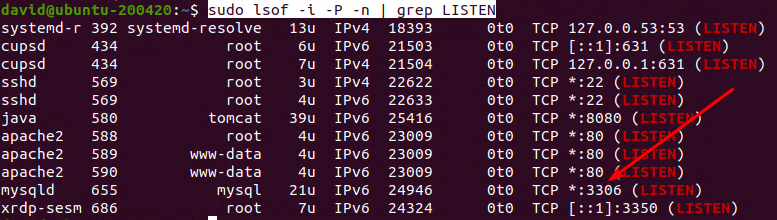 david@ubuntu-200420:~$ sudo lsof -i -P -n | grep LISTEN
systemd-r 392 systemd-resolve 13u IPv4 18393 0t0 TCP 127.0.0.53:53 (LISTEN)
cupsd 434 root 6u IPv6 21503 0t0 TCP [::1]:631 (LISTEN)
cupsd 434 root 7u IPv4 21504 0t0 TCP 127.0.0.1:631 (LISTEN)
sshd 569 root 3u IPv4 22622 0t0 TCP *:22 (LISTEN)
sshd 569 root 4u IPv6 22633 0t0 TCP *:22 (LISTEN)
java 580 tomcat 39u IPv6 25416 0t0 TCP *:8080 (LISTEN)
apache2 588 root 4u IPv6 23009 0t0 TCP *:80 (LISTEN)
apache2 589 www-data 4u IPv6 23009 0t0 TCP *:80 (LISTEN)
apache2 590 www-data 4u IPv6 23009 0t0 TCP *:80 (LISTEN)
mysqld 655 mysql 21u IPv6 24946 0t0 TCP *:3306 (LISTEN)
xrdp-sesm 686 root 7u IPv6 24324 0t0 TCP [::1]:3350 (LISTEN)